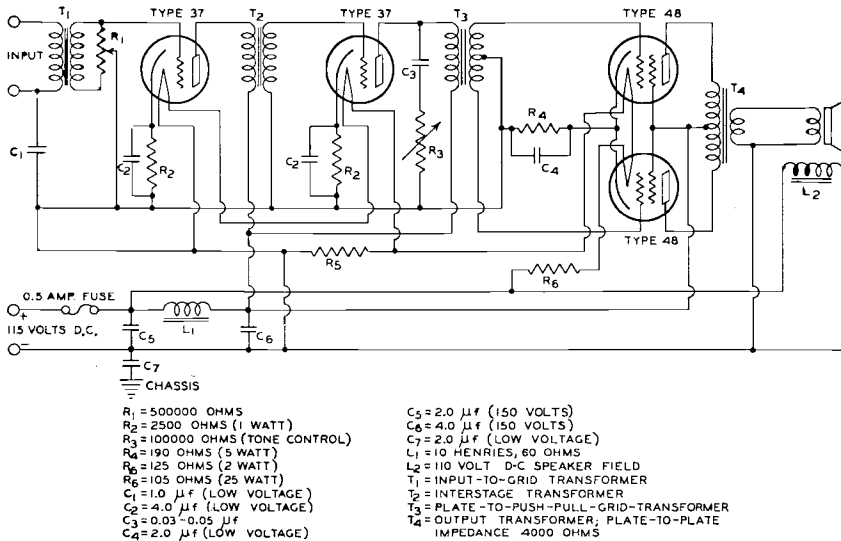 T1
TYPE 37
T2
TYPE 37
T3
TYPE 48
R1
INPUT
C3
T4
R4
C1
C2
R2
C2
R2
R3
C4
L2
TYPE 48
R5
R6
0.5 AMP. FUSE
+
115 VOLTS D.C.
−
L1
C5
C6
C7
CHASSIS
R1 = 500000 OHMS
R2 = 2500 OHMS (1 WATT)
R3 = 100000 OHMS (TONE CONTROL)
R4 = 190 OHMS (5 WATT)
R6 = 125 OHMS (2 WATT)
R6 = 105 OHMS (25 WATT)
C1 = 1.0 μf (LOW VOLTAGE)
C2 = 4.0 μf (LOW VOLTAGE)
C3 = 0.03-0.05 μf
C4 = 2.0 μf (LOW VOLTAGE)
C5 = 2.0 μf (150 VOLTS)
C6 = 4.0 μf (150 VOLTS)
C7 = 2.0 μf (LOW VOLTAGE)
L1 = 10 HENRIES, 60 OHMS
L2 = 110 VOLT D-C SPEAKER FIELD
T1 = INPUT-TO-GRID TRANSFORMER
T2 = INTERSTAGE TRANSFORMER
T3 = PLATE-TO-PUSH-PULL-GRID-TRANSFORMER
T4 = OUTPUT TRANSFORMER; PLATE-TO-PLATE
IMPEDANCE 4000 OHMS